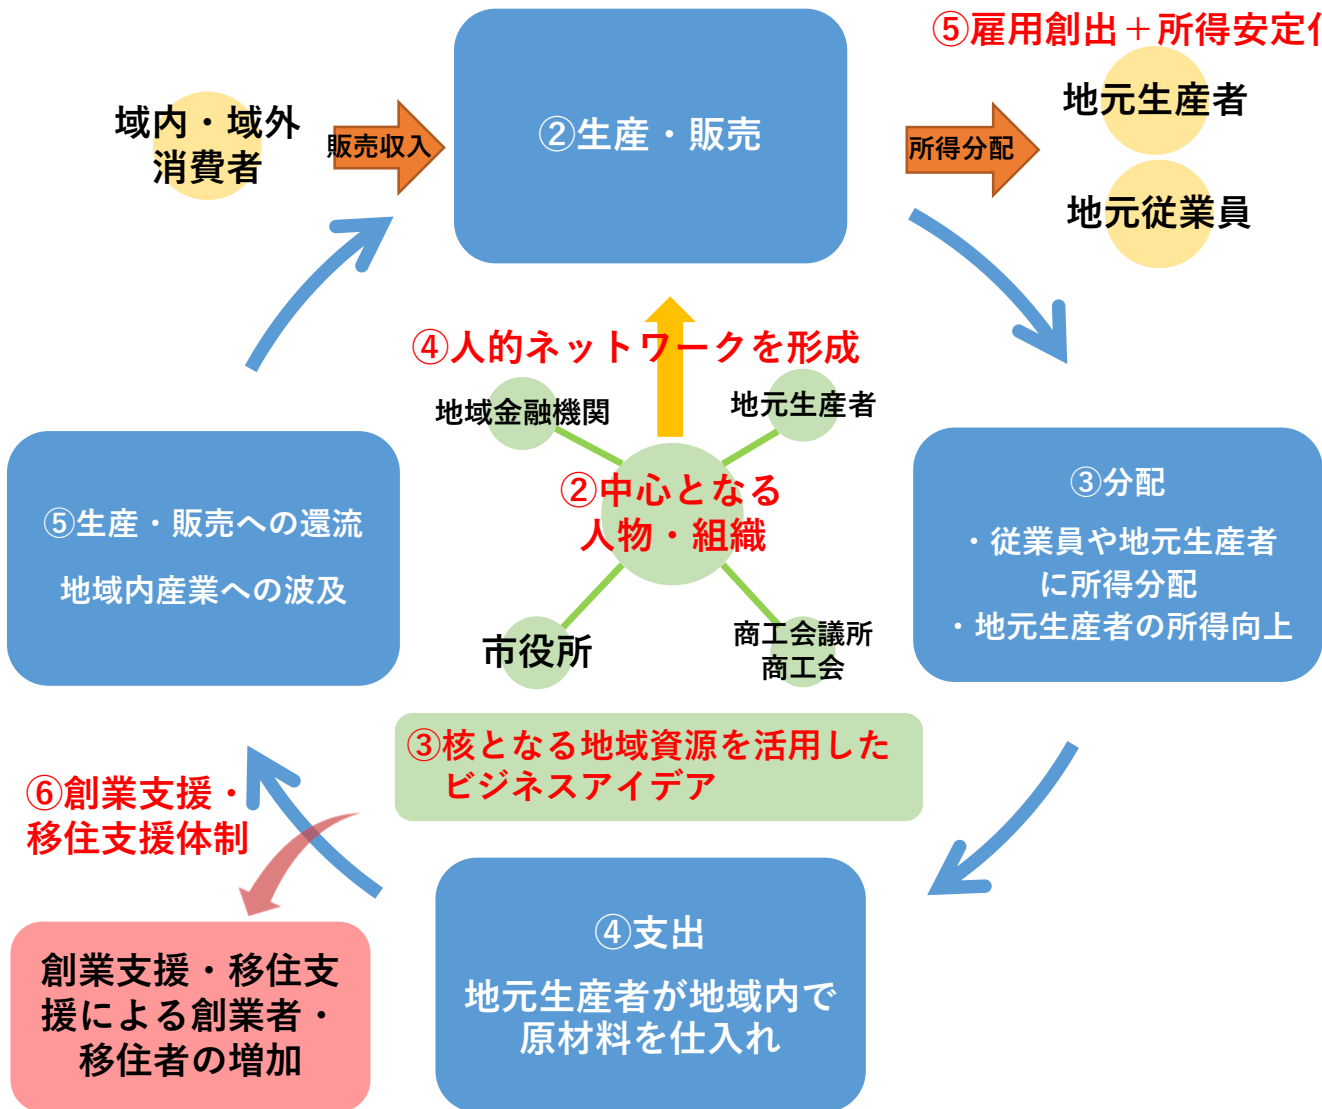 ⑤雇用創出＋所得安定
地元生産者
地元従業員
域内・域外
消費者
販売収入
②生産・販売
所得分配
④人的ネットワークを形成
地域金融機関
地元生産者
②中心となる
人物・組織
市役所
商工会議所
商工会
⑤生産・販売への還流
地域内産業への波及
③分配
・従業員や地元生産者
に所得分配
・地元生産者の所得向上
③核となる地域資源を活用した
ビジネスアイデア
⑥創業支援・
移住支援体制
④支出
地元生産者が地域内で
原材料を仕入れ
創業支援・移住支
援による創業者・
移住者の増加